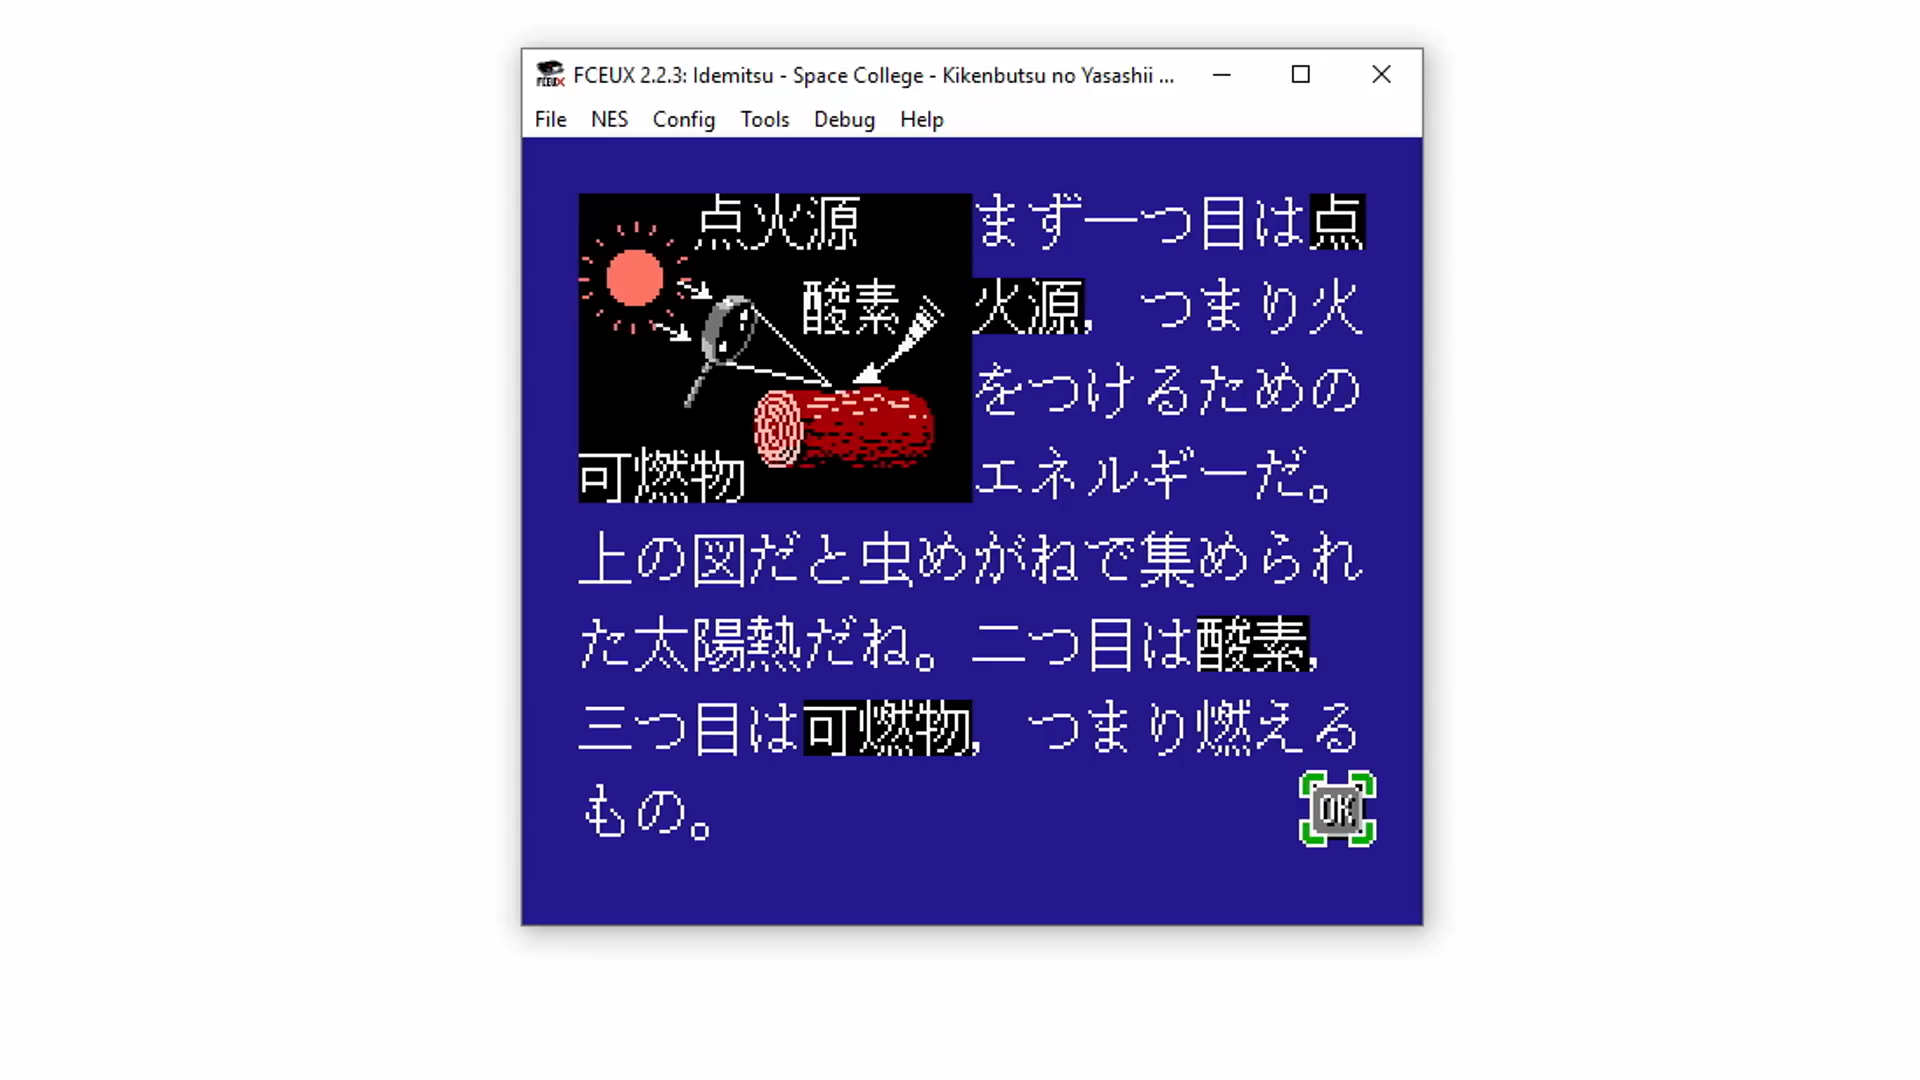 FCEUX 2.2.3: Idemitsu - Space College - Kikenbutsu no Yasashii ...
File NES Config Tools Debug Help
点火源
酸素
可燃物
まず一つ目は点
火源, つまり火
をつけるための
エネルギーだ。
上の図だと虫めがねで集められ
た太陽熱だね。二つ目は酸素,
三つ目は可燃物, つまり燃える
もの。
OK